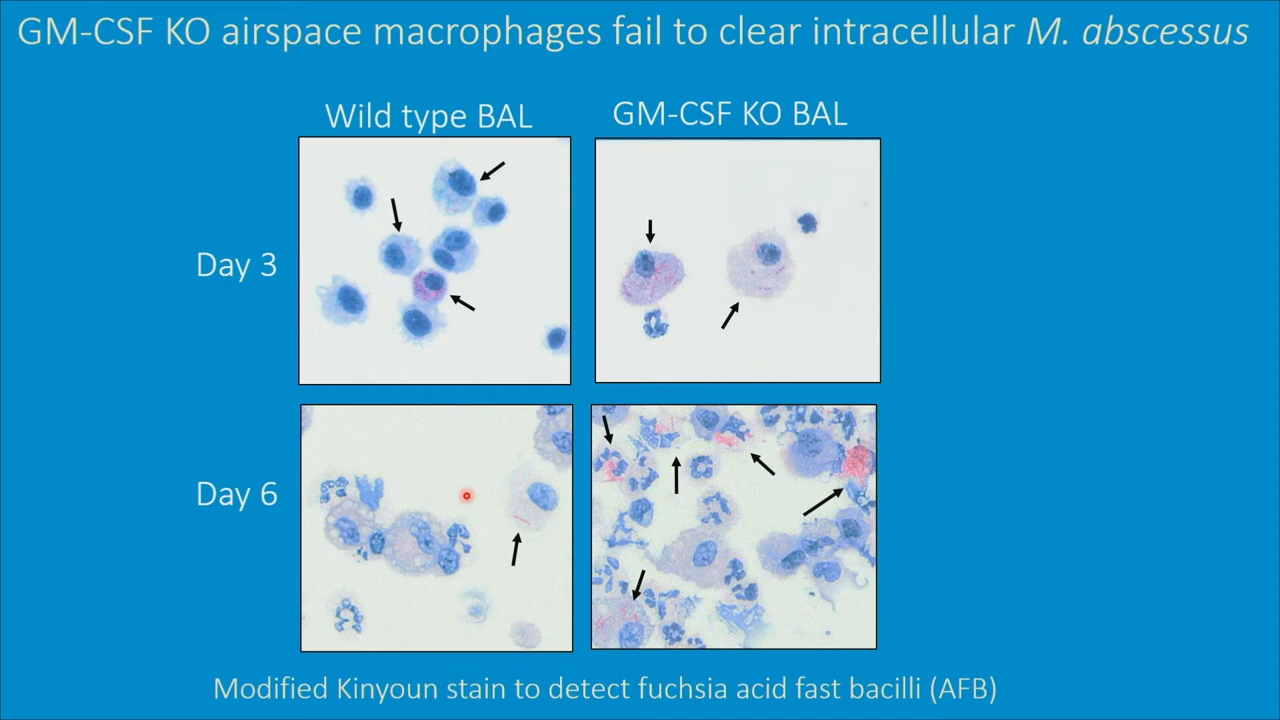 GM-CSF KO airspace macrophages fail to clear intracellular M. abscessus
Wild type BAL
GM-CSF KO BAL
Day 3
Day 6
Modified Kinyoun stain to detect fuchsia acid fast bacilli (AFB)